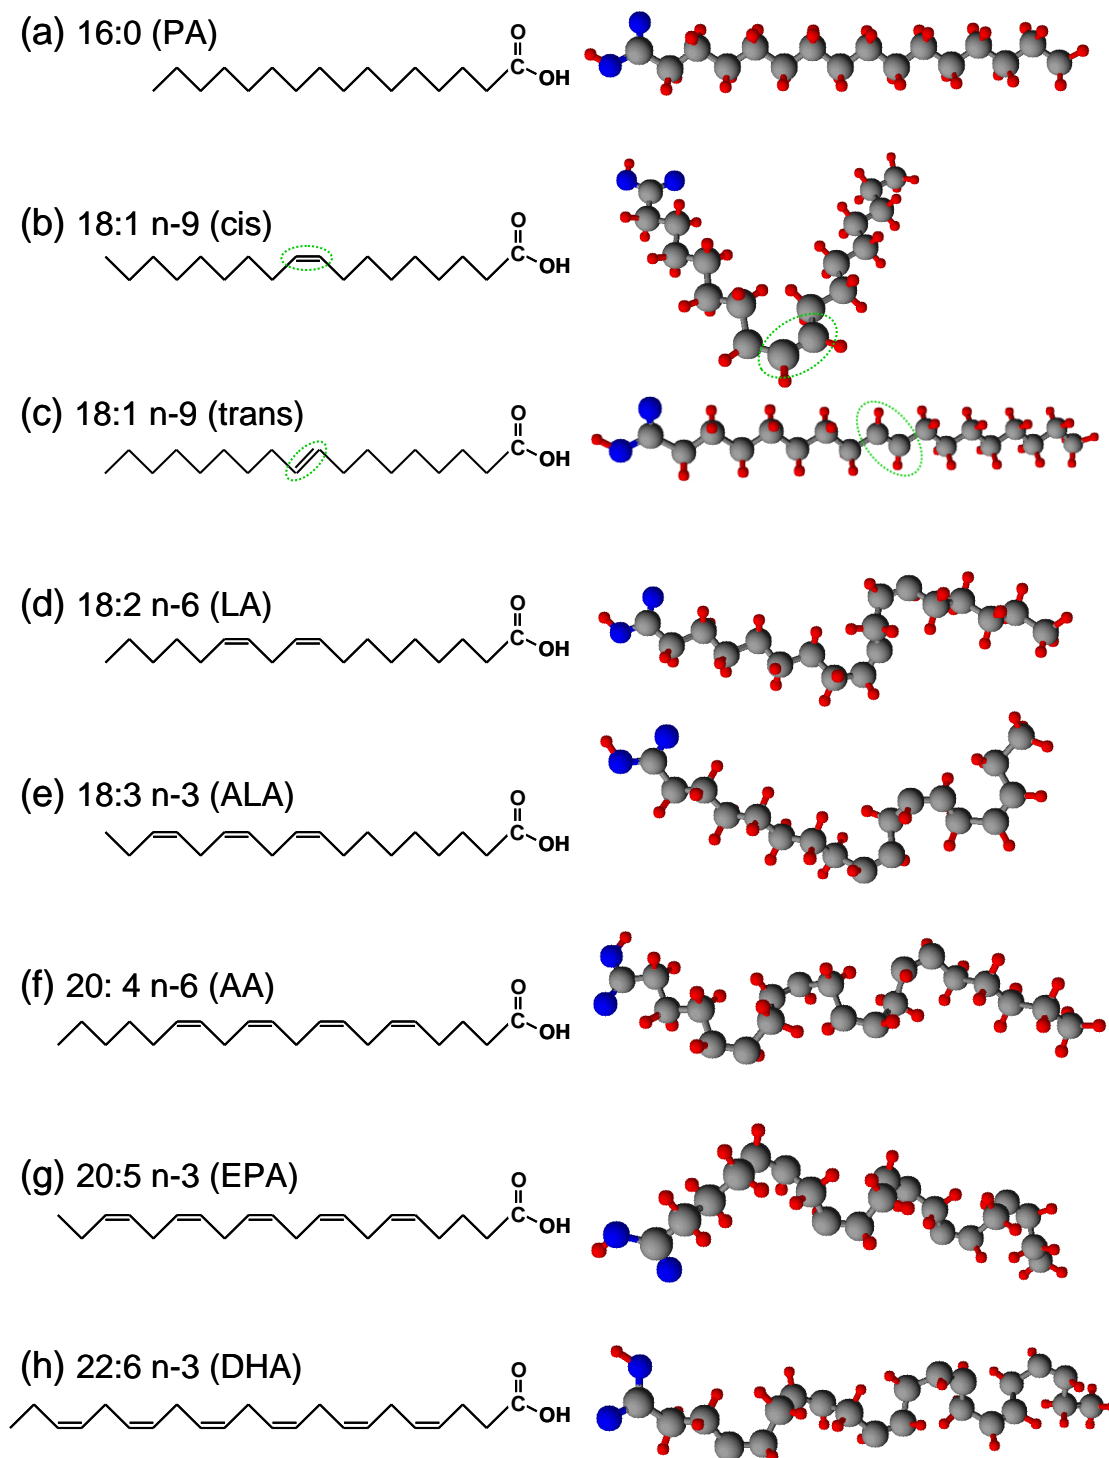 (a) 16:0 (PA)
O
C
OH
(b) 18:1 n-9 (cis)
O
C
OH
(c) 18:1 n-9 (trans)
O
C
OH
(d) 18:2 n-6 (LA)
O
C
OH
(e) 18:3 n-3 (ALA)
O
C
OH
(f) 20: 4 n-6 (AA)
O
C
OH
(g) 20:5 n-3 (EPA)
O
C
OH
(h) 22:6 n-3 (DHA)
O
C
OH